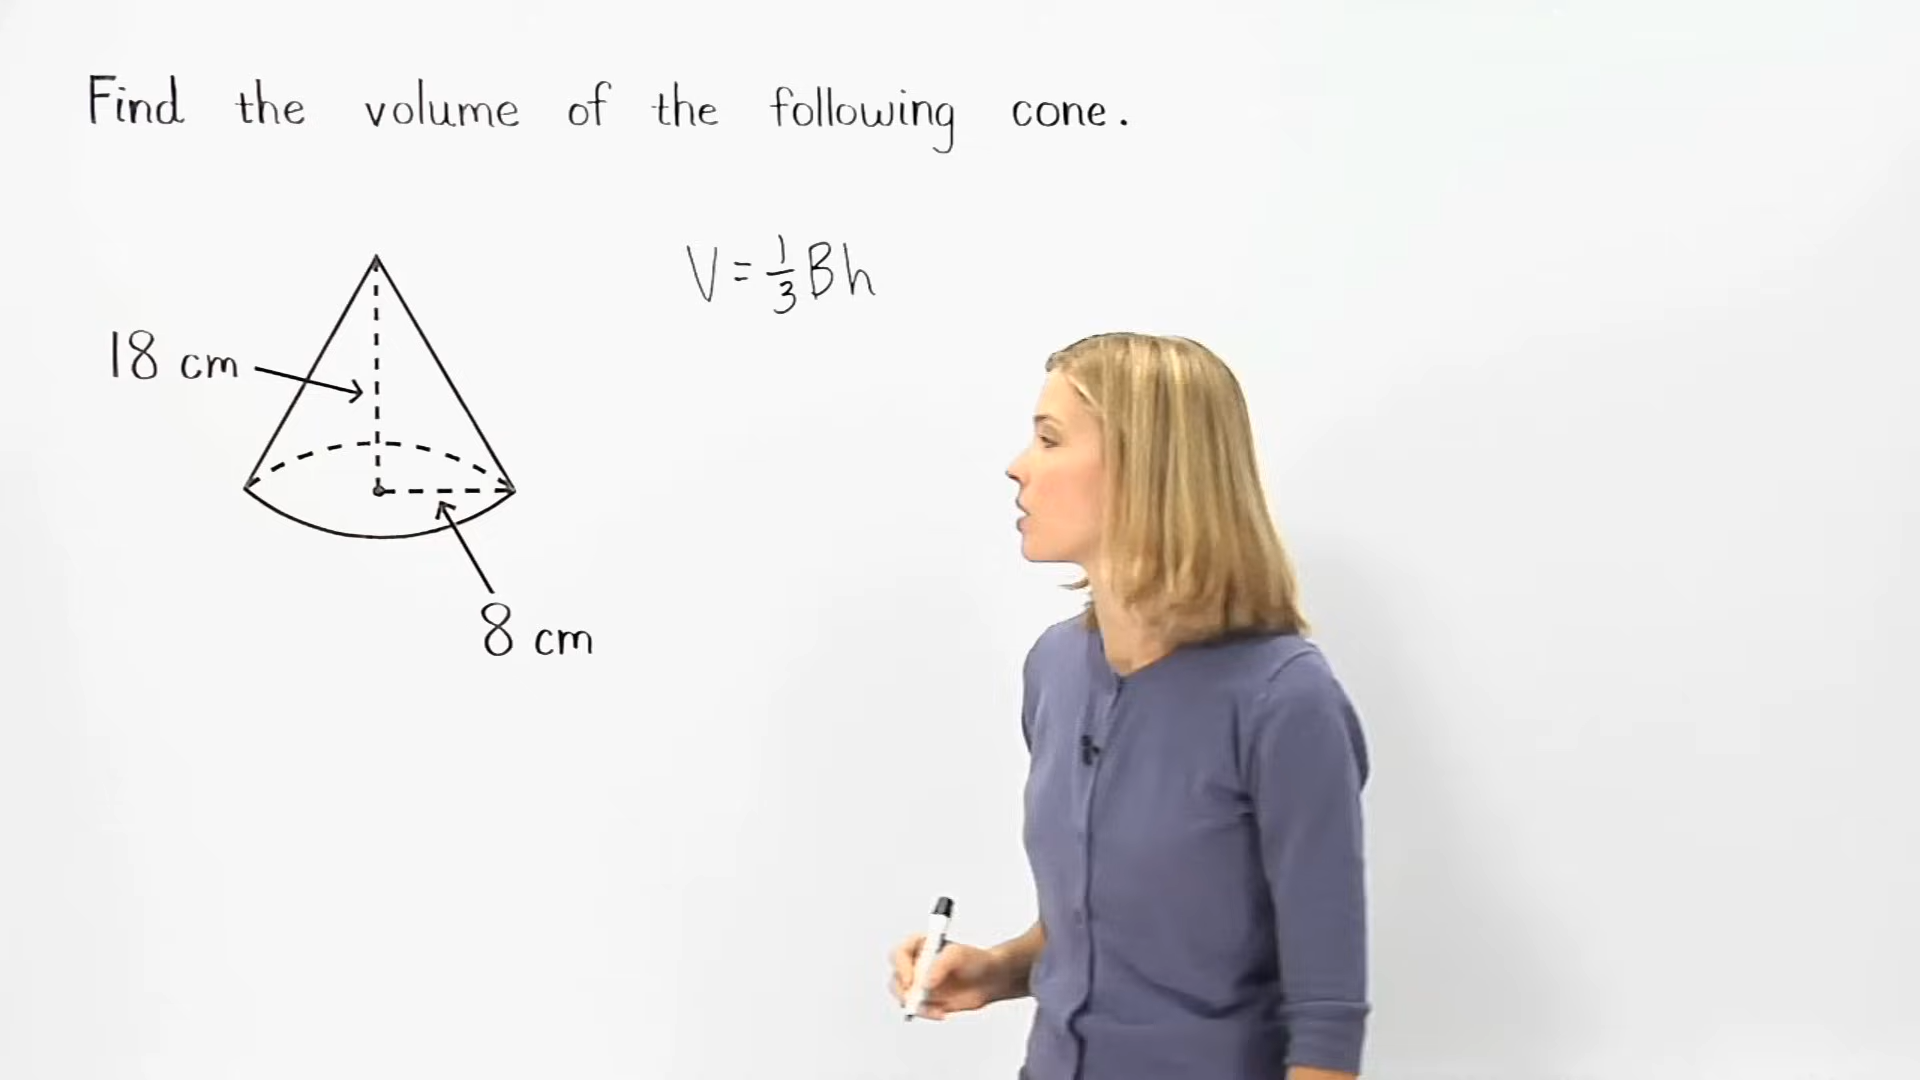 Find the volume of the following cone.
V = 1/3 Bh
18 cm
8 cm